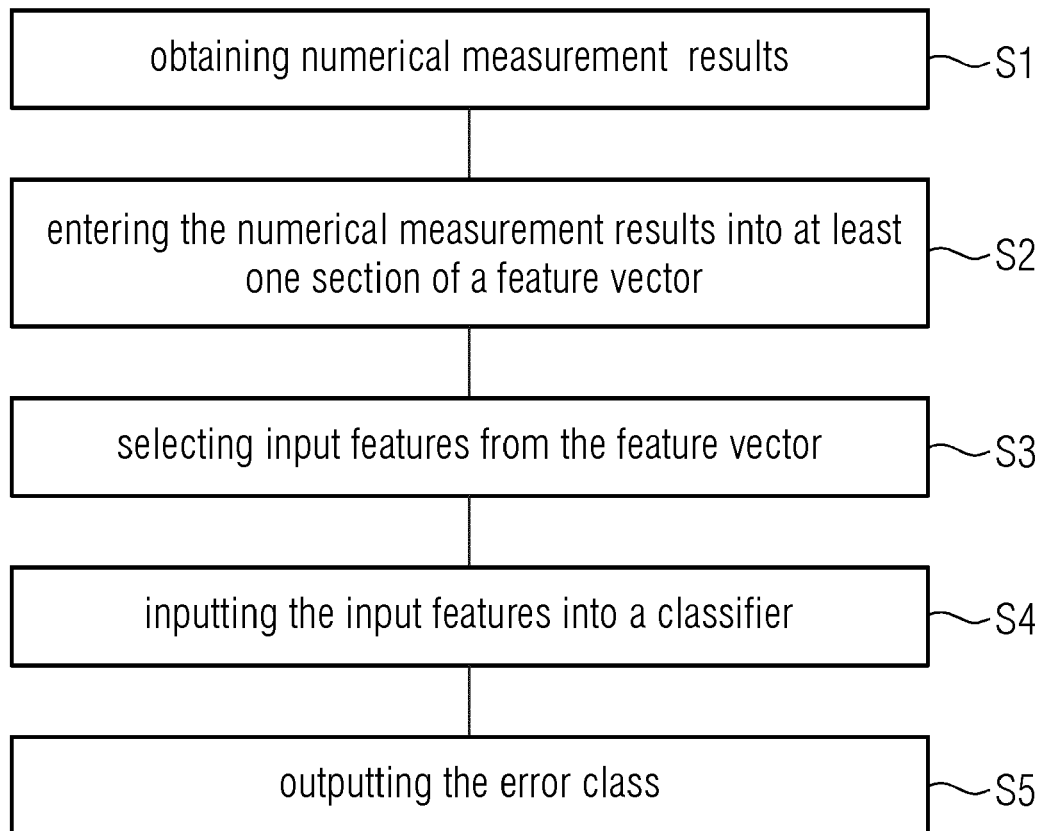 obtaining numerical measurement results
S1
entering the numerical measurement results into at least
one section of a feature vector
S2
selecting input features from the feature vector
S3
inputting the input features into a classifier
S4
outputting the error class
S5